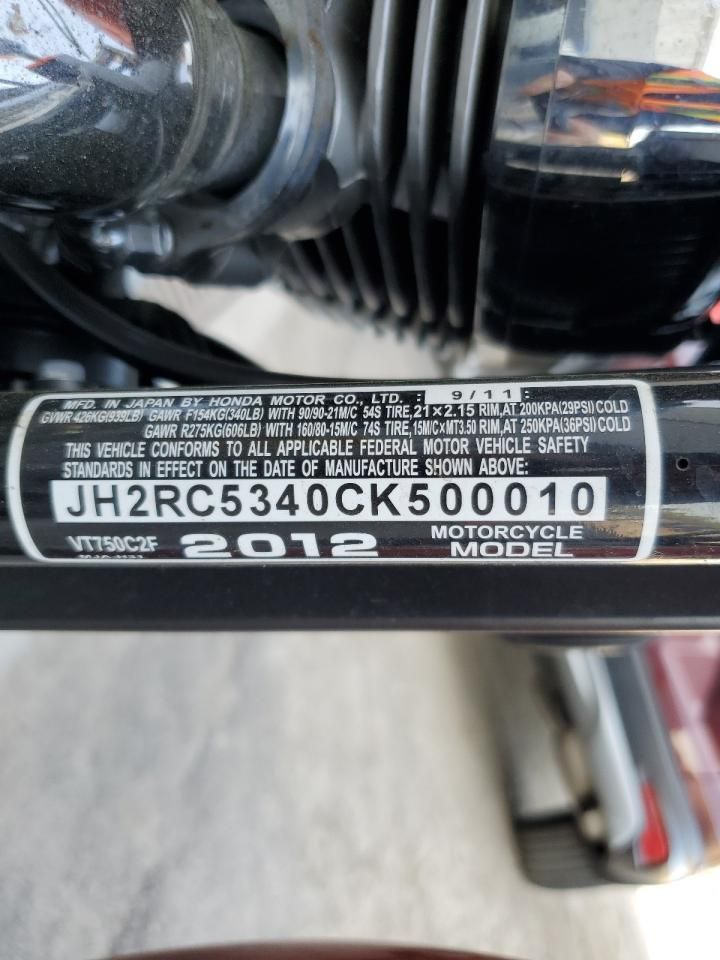 MFD. IN JAPAN BY HONDA MOTOR CO., LTD. : 9/11 :
GVWR 426KG(939LB) GAWR F154KG(340LB) WITH 90/90-21M/C 54S TIRE,21×2.15 RIM,AT 200KPA(29PSI)COLD
GAWR R275KG(606LB) WITH 160/80-15M/C 74S TIRE,15M/C×MT3.50 RIM,AT 250KPA(36PSI)COLD
THIS VEHICLE CONFORMS TO ALL APPLICABLE FEDERAL MOTOR VEHICLE SAFETY
STANDARDS IN EFFECT ON THE DATE OF MANUFACTURE SHOWN ABOVE:
JH2RC5340CK500010
VT750C2F 2012 MOTORCYCLE
MODEL